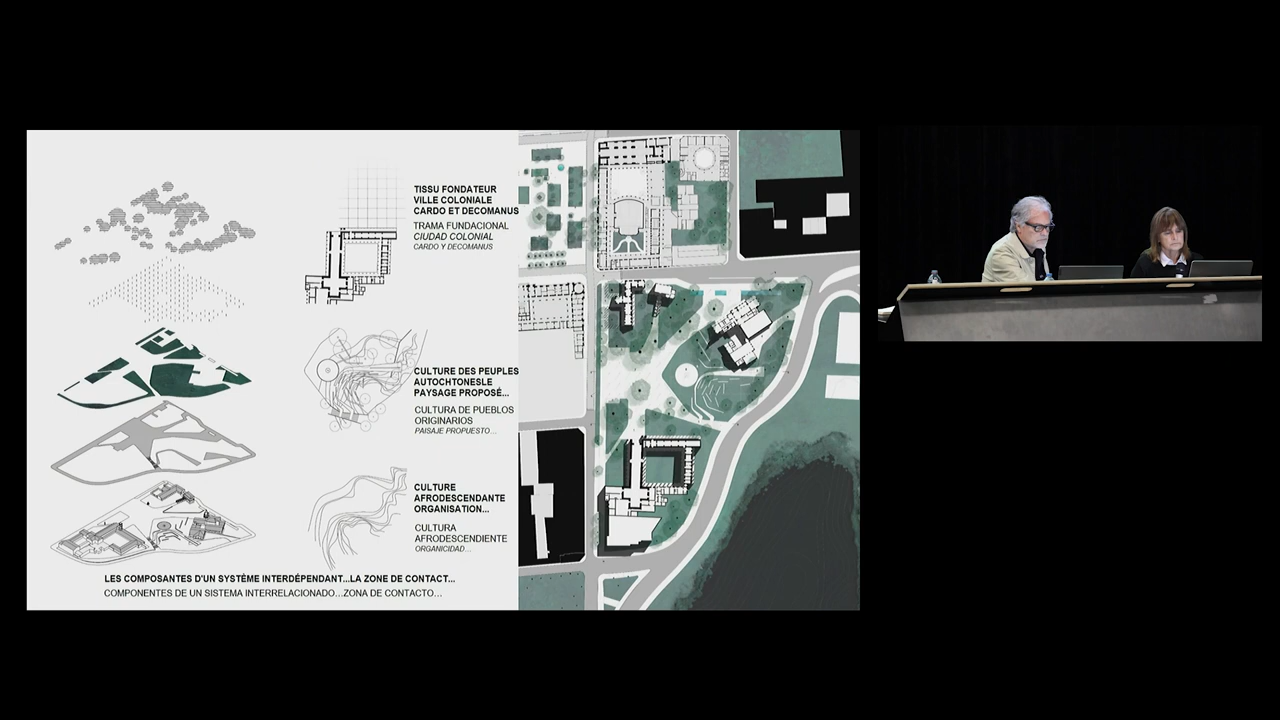 TISSU FONDATEUR
VILLE COLONIALE
CARDO ET DECOMANUS
TRAMA FUNDACIONAL
CIUDAD COLONIAL
CARDO Y DECOMANUS
CULTURE DES PEUPLES
AUTOCHTONESLE
PAYSAGE PROPOSÉ...
CULTURA DE PUEBLOS
ORIGINARIOS
PAISAJE PROPUESTO...
CULTURE
AFRODESCENDANTE
ORGANISATION...
CULTURA
AFRODESCENDIENTE
ORGANICIDAD...
LES COMPOSANTES D'UN SYSTÈME INTERDÉPENDANT...LA ZONE DE CONTACT...
COMPONENTES DE UN SISTEMA INTERRELACIONADO...ZONA DE CONTACTO...